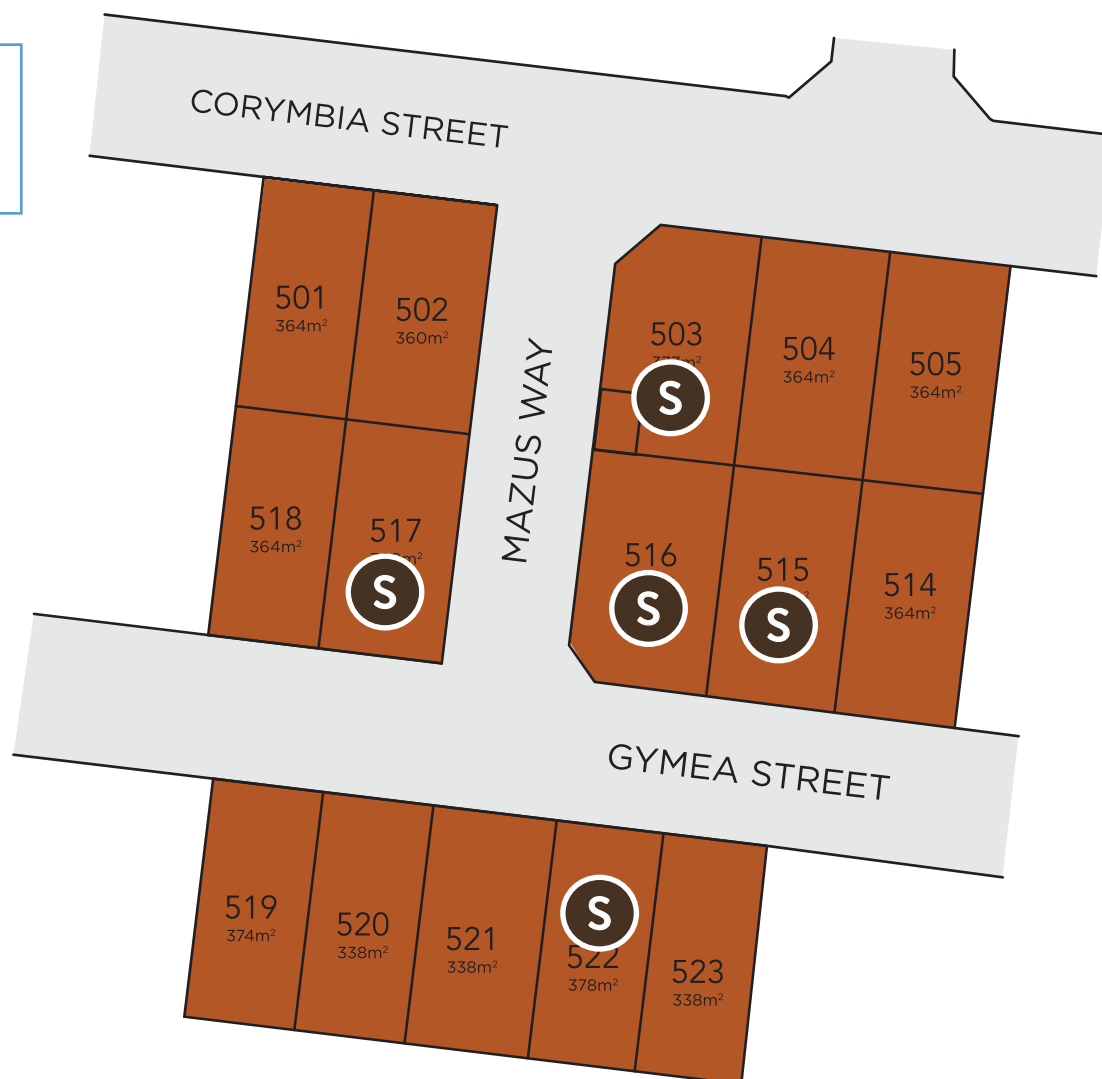 CORYMBIA STREET
501
364m²
502
360m²
503
S
504
364m²
505
364m²
MAZUS WAY
518
364m²
517
S
516
S
515
S
514
364m²
GYMEA STREET
519
374m²
520
338m²
521
338m²
S
522
378m²
523
338m²